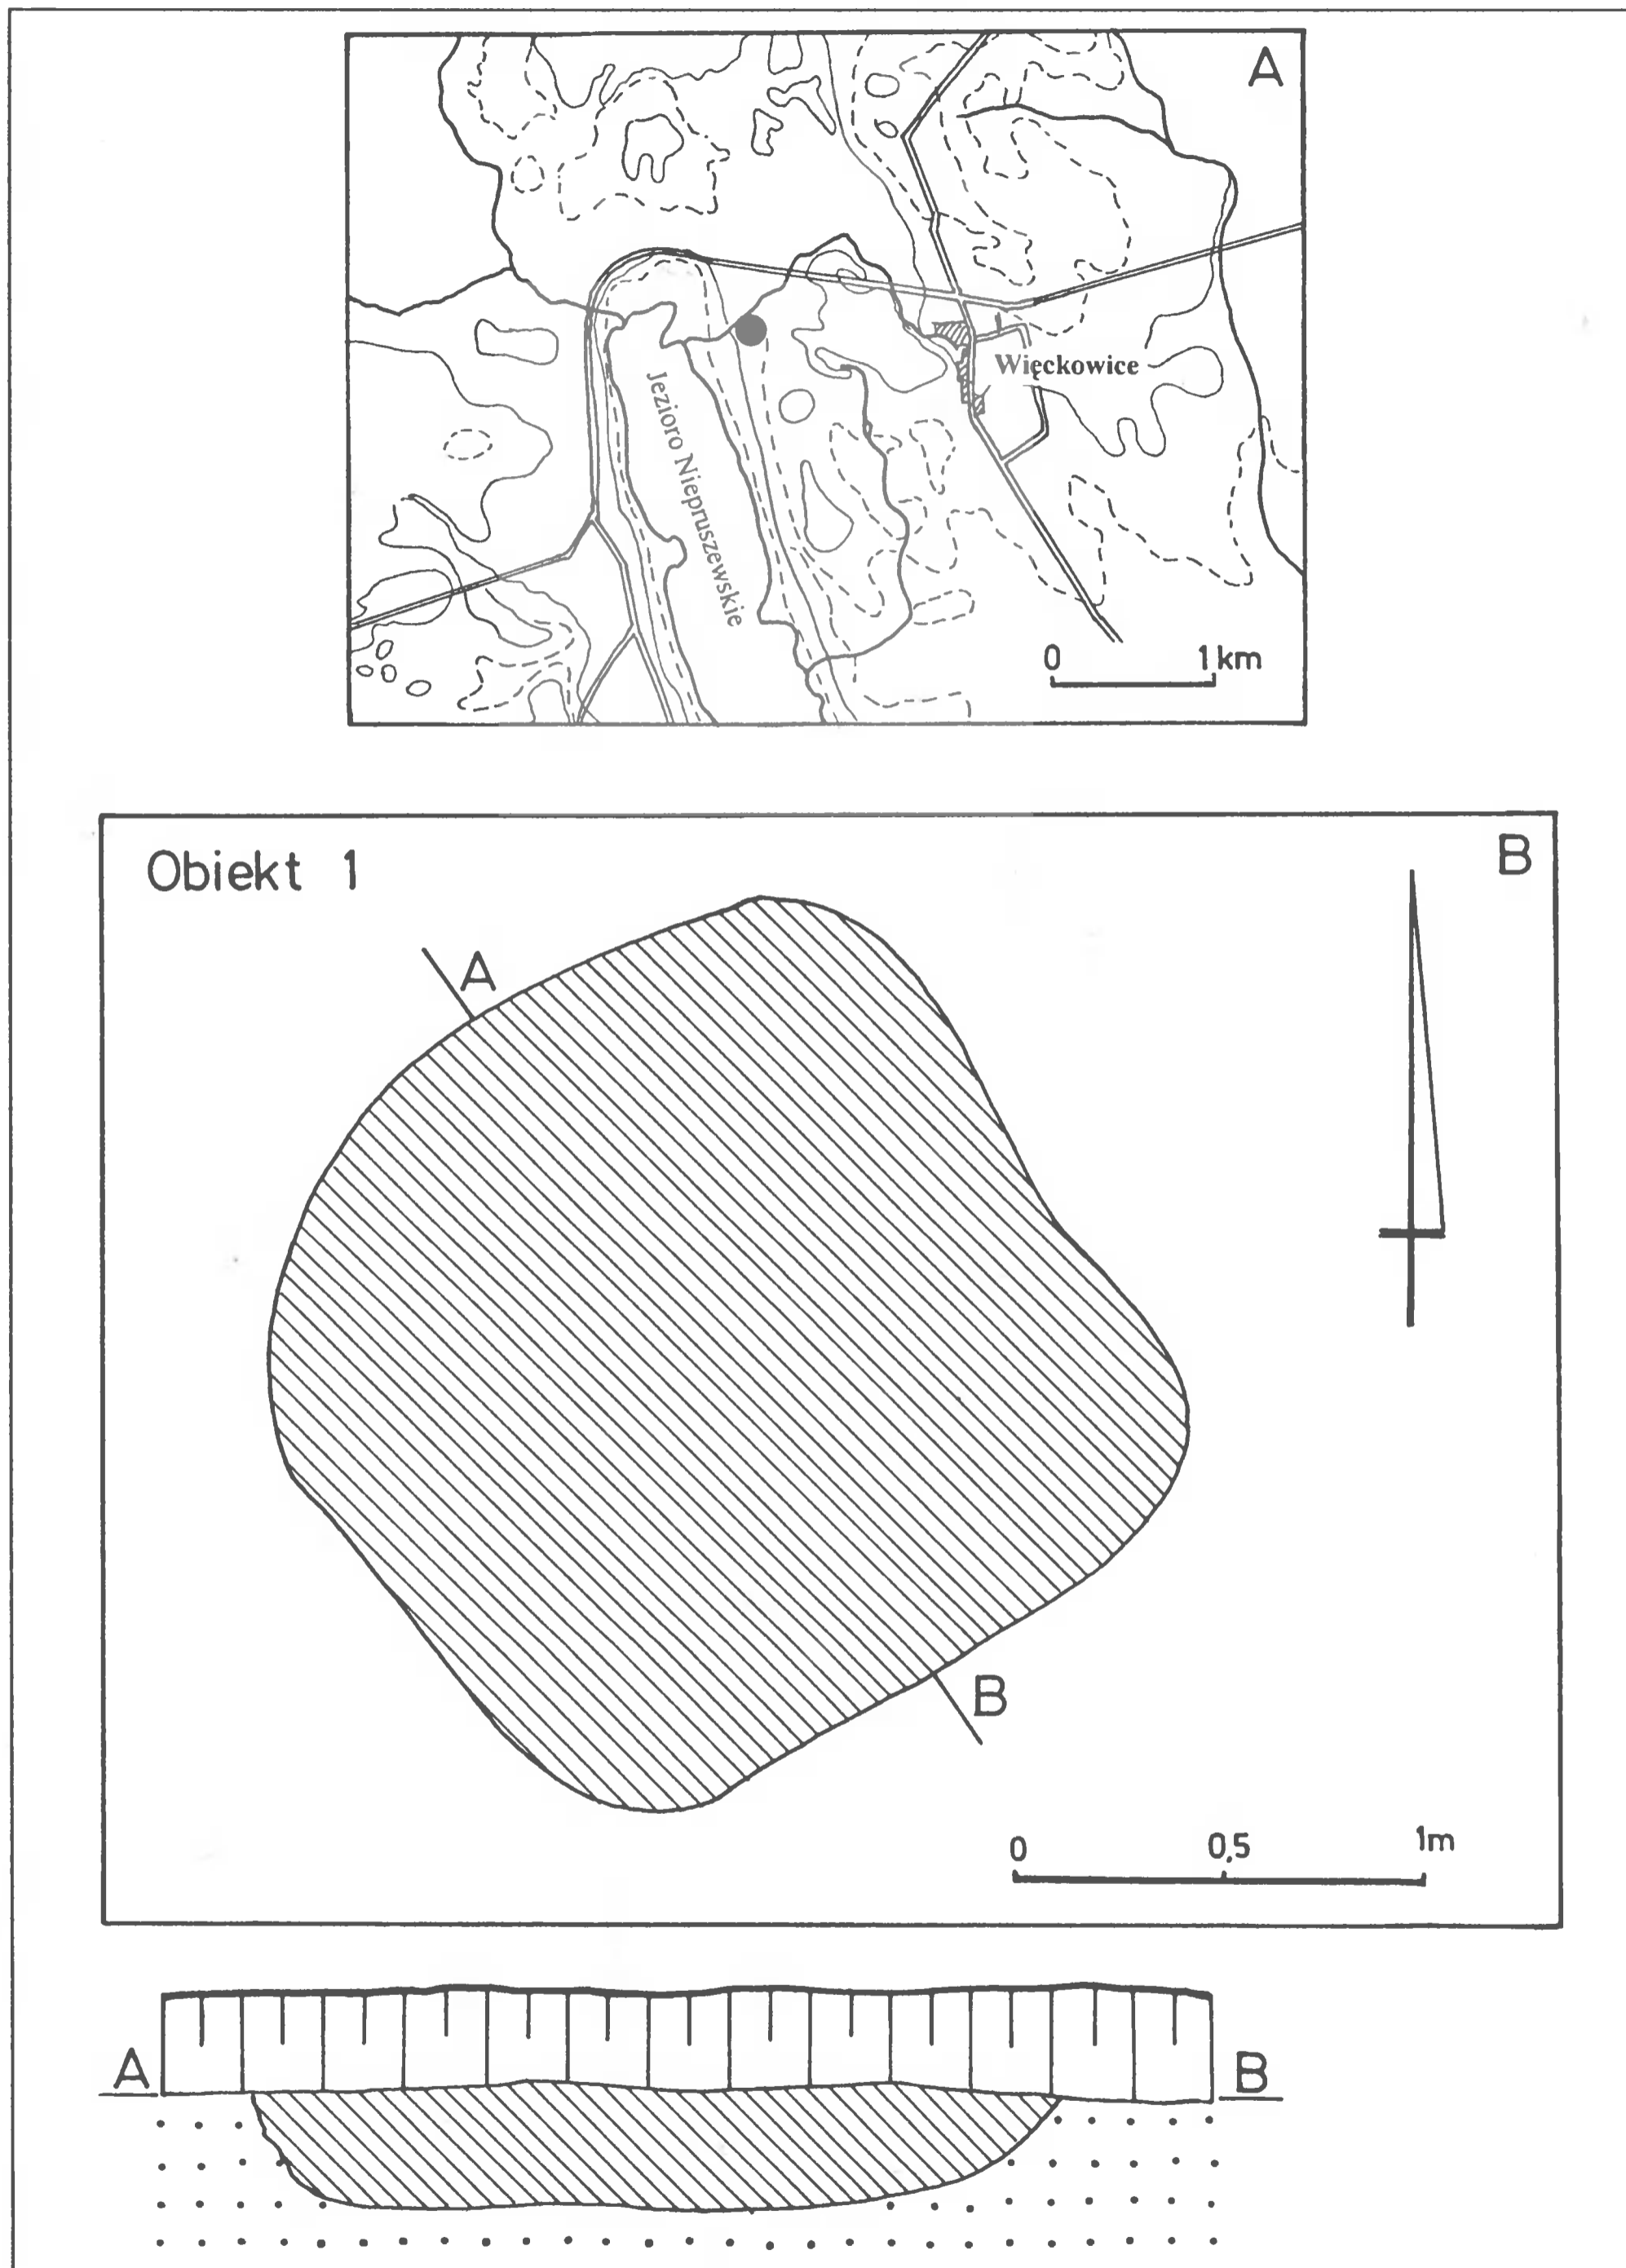 A
Więckowice
Jezioro Niepruszewskie
0 1 km
Obiekt 1
B
A
B
0 0,5 1m
A B